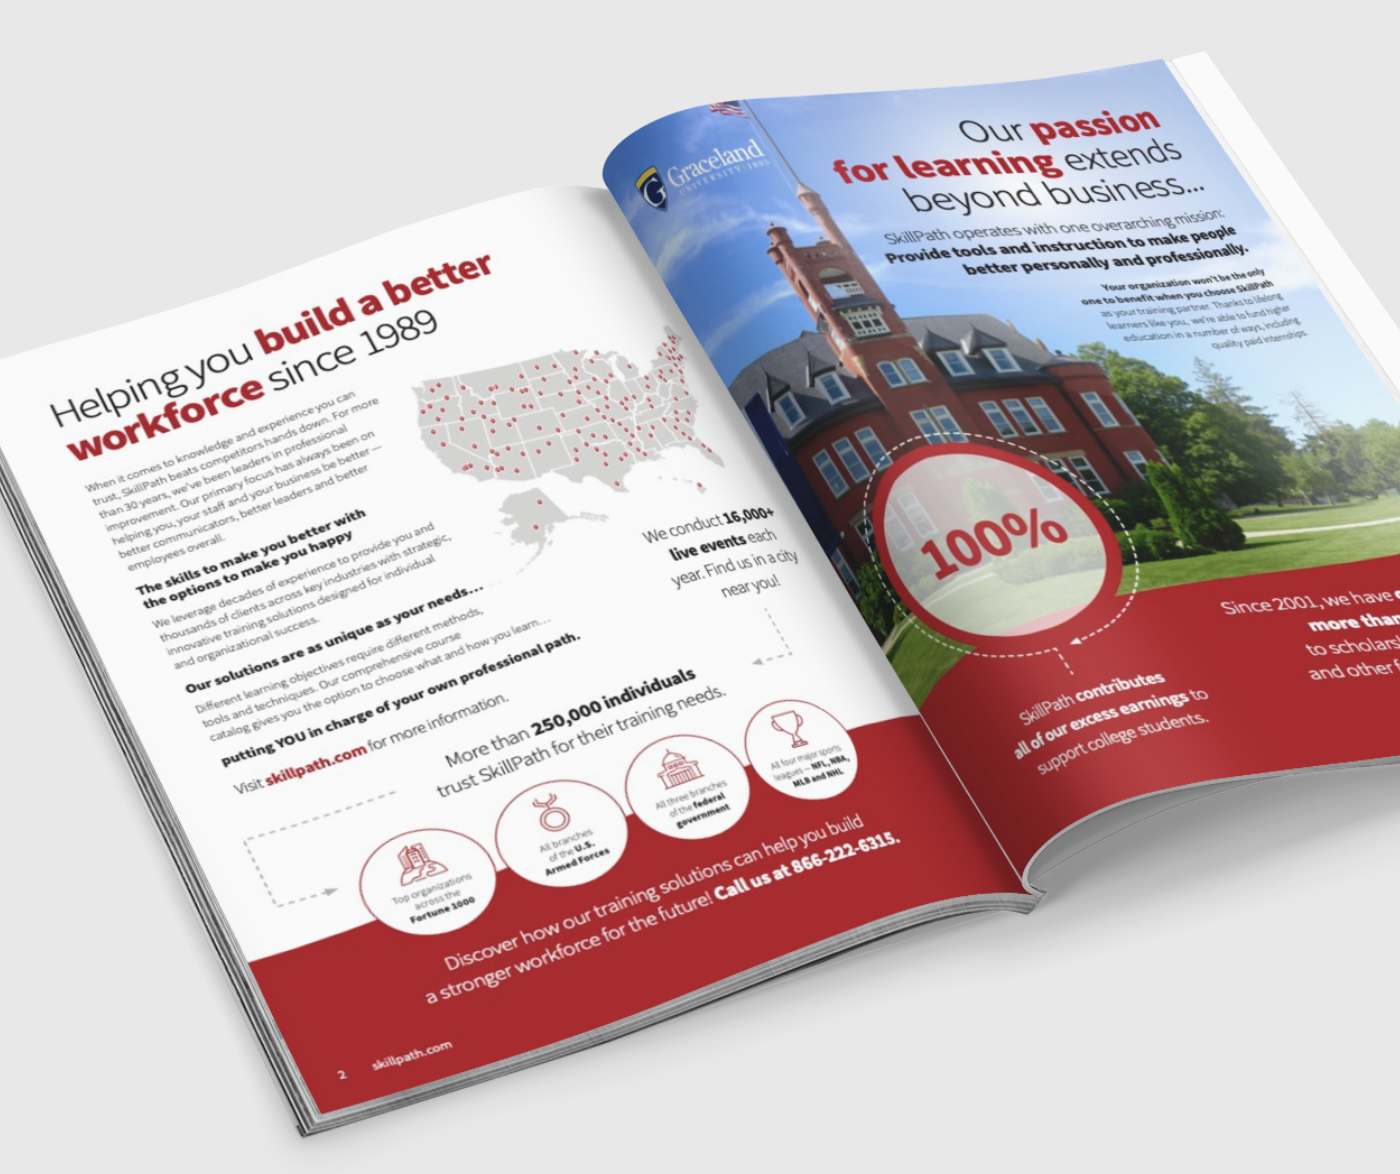 Helping you build a better
workforce since 1989
When it comes to knowledge and experience you can
trust, SkillPath beats competitors hands down. For more
than 30 years, we've been leaders in professional
improvement. Our primary focus has always been on
helping you, your staff and your business be better —
better communicators, better leaders and better
employees overall.
The skills to make you better with
the options to make you happy
We leverage decades of experience to provide you and
thousands of clients across key industries with strategic,
innovative training solutions designed for individual
and organizational success.
Our solutions are as unique as your needs...
Different learning objectives require different methods,
tools and techniques. Our comprehensive course
catalog gives you the option to choose what and how you learn...
putting YOU in charge of your own professional path.
Visit skillpath.com for more information.
We conduct 16,000+
live events each
year. Find us in a city
near you!
More than 250,000 individuals
trust SkillPath for their training needs.
Top organizations
across the
Fortune 1000
All branches
of the U.S.
Armed Forces
All three branches
of the federal
government
All four major sports
leagues — NFL, NBA,
MLB and NHL
Discover how our training solutions can help you build
a stronger workforce for the future! Call us at 866-222-6315.
2 skillpath.com
G Graceland
UNIVERSITY · 1895
Our passion
for learning extends
beyond business...
SkillPath operates with one overarching mission:
Provide tools and instruction to make people
better personally and professionally.
Your organization won't be the only
one to benefit when you choose SkillPath
as your training partner. Thanks to lifelong
learners like you, we're able to fund higher
education in a number of ways, including
quality paid internships.
100%
SkillPath contributes
all of our excess earnings to
support college students.
Since 2001, we have
more than
to scholars
and other